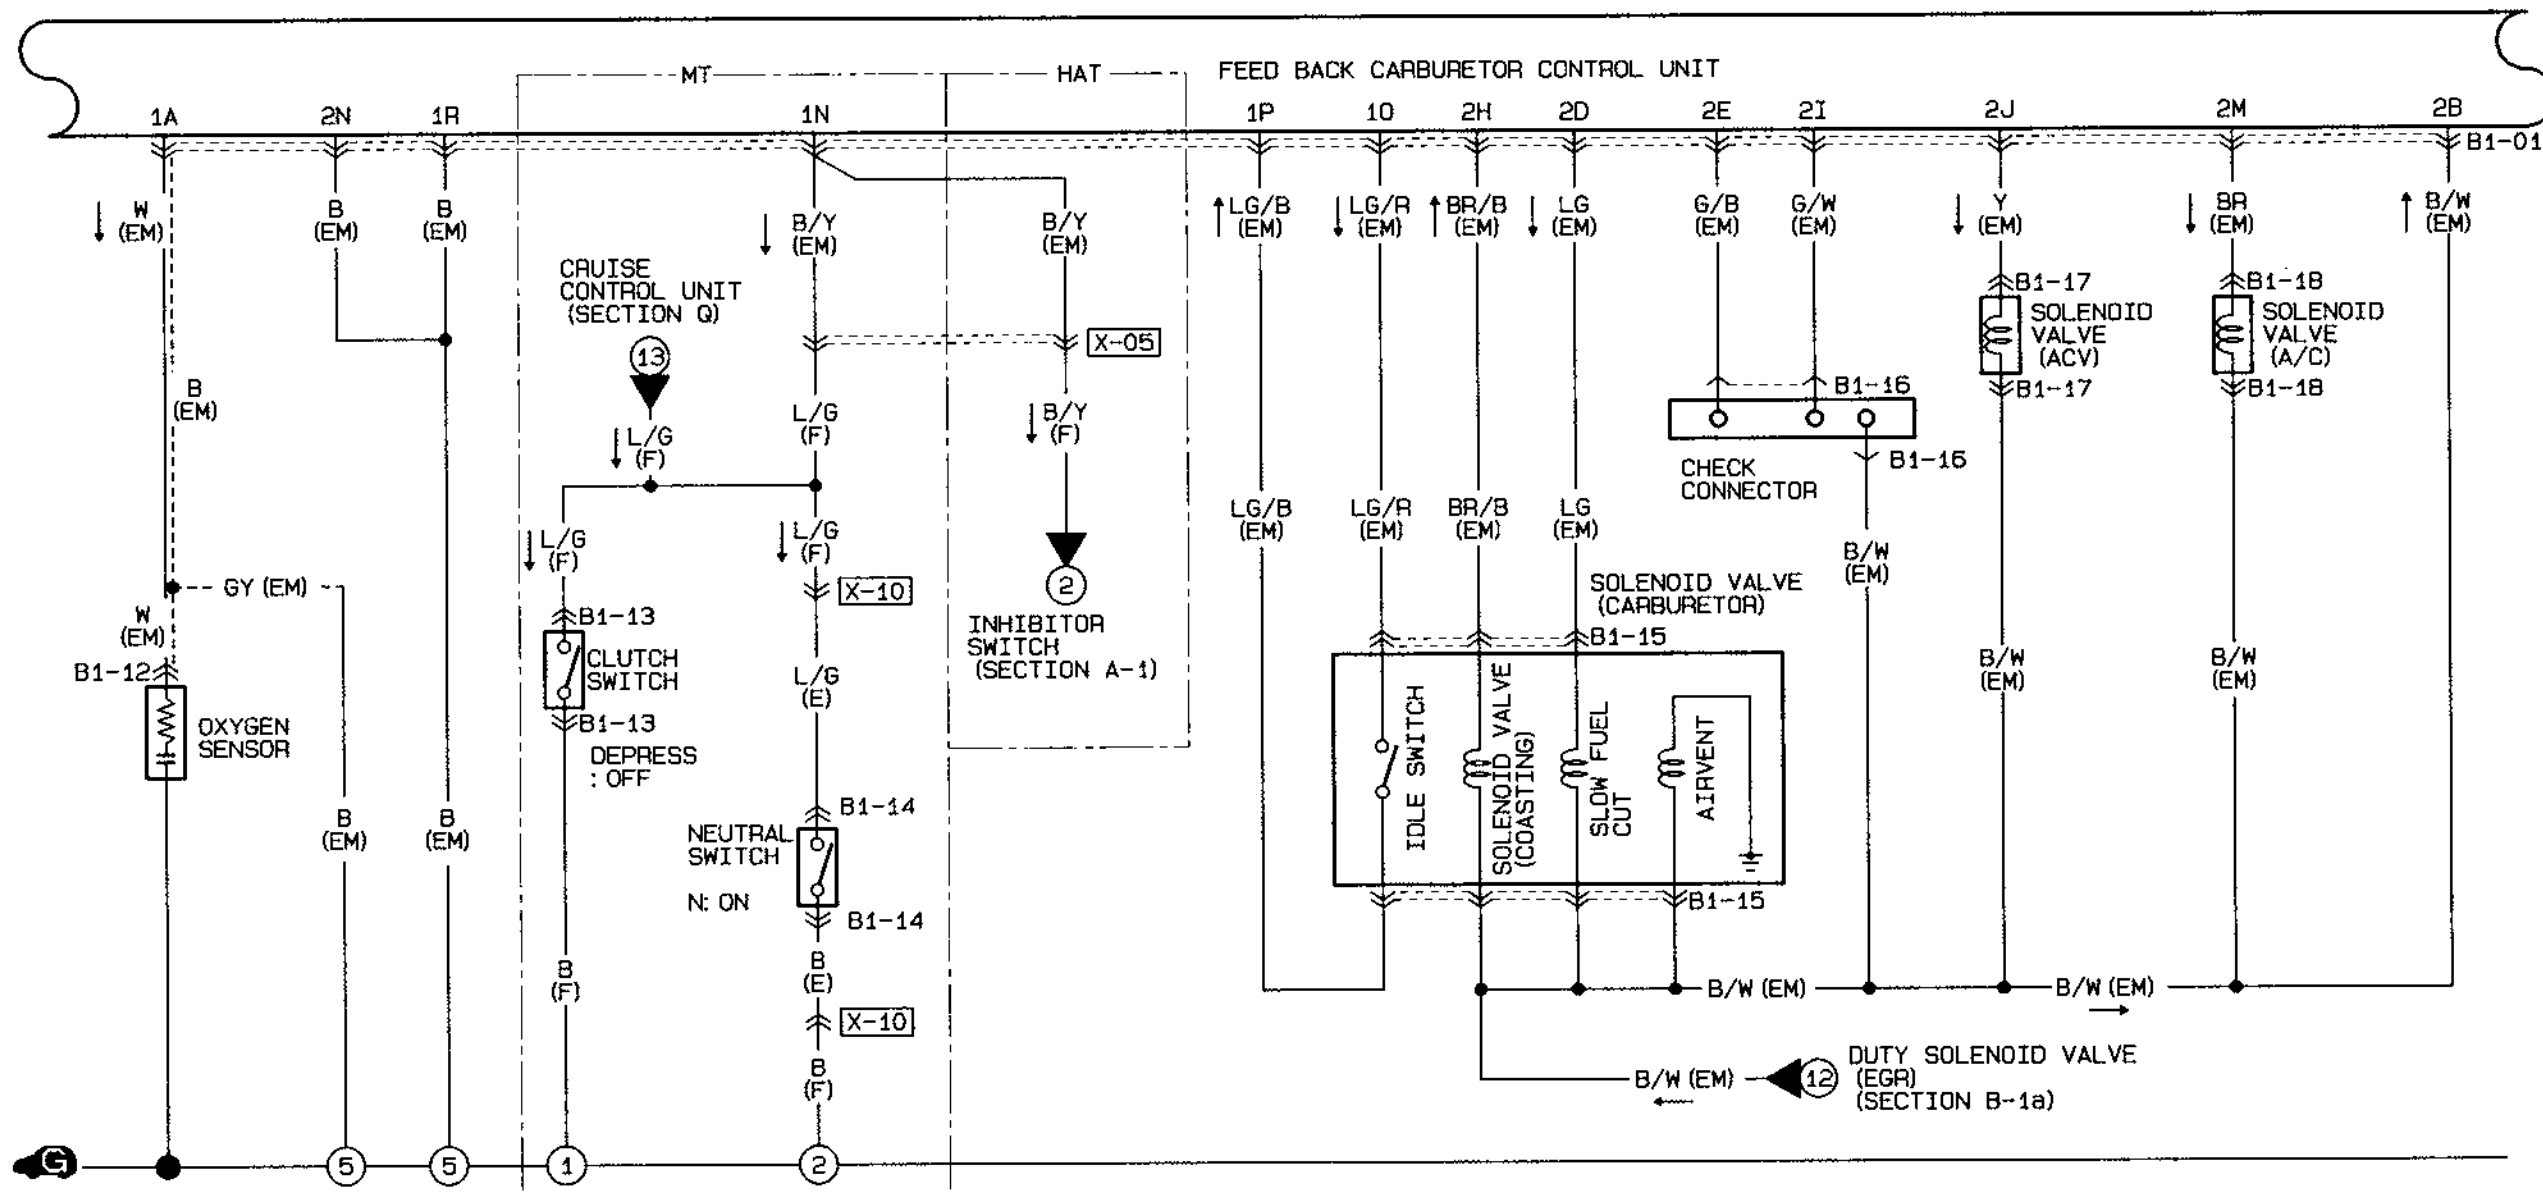 MT
HAT
FEED BACK CARBURETOR CONTROL UNIT
1A
2N
1R
1N
1P
1O
2H
2D
2E
2I
2J
2M
2B
B1-01
W
(EM)
B
(EM)
B
(EM)
B/Y
(EM)
B/Y
(EM)
LG/B
(EM)
LG/R
(EM)
BR/B
(EM)
LG
(EM)
G/B
(EM)
G/W
(EM)
Y
(EM)
BR
(EM)
B/W
(EM)
CRUISE
CONTROL UNIT
(SECTION Q)
13
X-05
B1-17
SOLENOID
VALVE
(ACV)
B1-17
B1-18
SOLENOID
VALVE
(A/C)
B1-18
B
(EM)
L/G
(F)
L/G
(F)
B/Y
(F)
B1-16
B1-16
CHECK
CONNECTOR
L/G
(F)
L/G
(F)
LG/B
(EM)
LG/R
(EM)
BR/B
(EM)
LG
(EM)
B/W
(EM)
GY (EM)
X-10
2
INHIBITOR
SWITCH
(SECTION A-1)
SOLENOID VALVE
(CARBURETOR)
B1-15
W
(EM)
B1-12
OXYGEN
SENSOR
B1-13
CLUTCH
SWITCH
B1-13
DEPRESS
: OFF
L/G
(E)
B/W
(EM)
B/W
(EM)
IDLE SWITCH
SOLENOID VALVE
(COASTING)
SLOW FUEL
CUT
AIRVENT
B1-15
B
(EM)
B
(EM)
B1-14
NEUTRAL
SWITCH
N: ON
B1-14
B
(F)
B
(E)
X-10
B
(F)
B/W (EM)
B/W (EM)
B/W (EM)
12
DUTY SOLENOID VALVE
(EGR)
(SECTION B-1a)
G
5
5
1
2